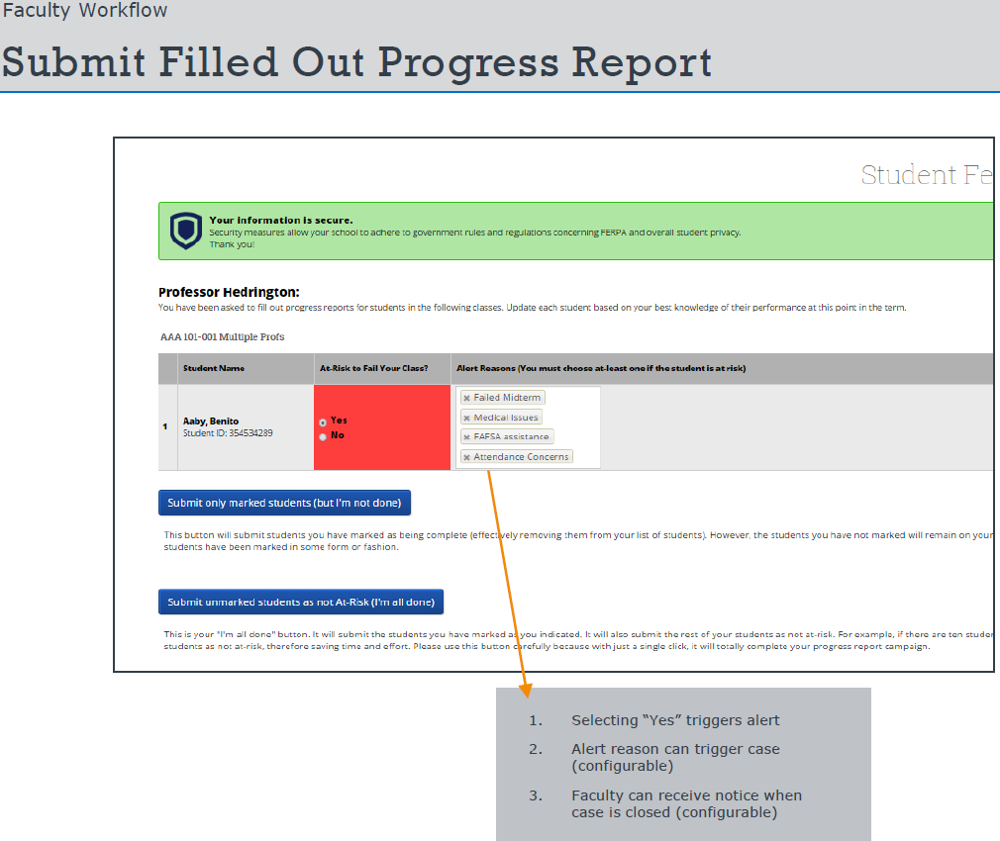 Faculty Workflow
Submit Filled Out Progress Report
Student Fe
Your information is secure.
Security measures allow your school to adhere to government rules and regulations concerning FERPA and overall student privacy.
Thank you!
Professor Hedrington:
You have been asked to fill out progress reports for students in the following classes. Update each student based on your best knowledge of their performance at this point in the term.
AAA 101-001 Multiple Profs
Student Name At-Risk to Fail Your Class? Alert Reasons (You must choose at-least one if the student is at risk)
1 Aaby, Benito
Student ID: 354534289
Yes
No
Failed Midterm
Medical Issues
FAFSA assistance
Attendance Concerns
Submit only marked students (but I'm not done)
This button will submit students you have marked as being complete (effectively removing them from your list of students). However, the students you have not marked will remain on your
students have been marked in some form or fashion.
Submit unmarked students as not At-Risk (I'm all done)
This is your "I'm all done" button. It will submit the students you have marked as you indicated. It will also submit the rest of your students as not at-risk. For example, if there are ten studen
students as not at-risk, therefore saving time and effort. Please use this button carefully because with just a single click, it will totally complete your progress report campaign.
1. Selecting “Yes” triggers alert
2. Alert reason can trigger case
(configurable)
3. Faculty can receive notice when
case is closed (configurable)